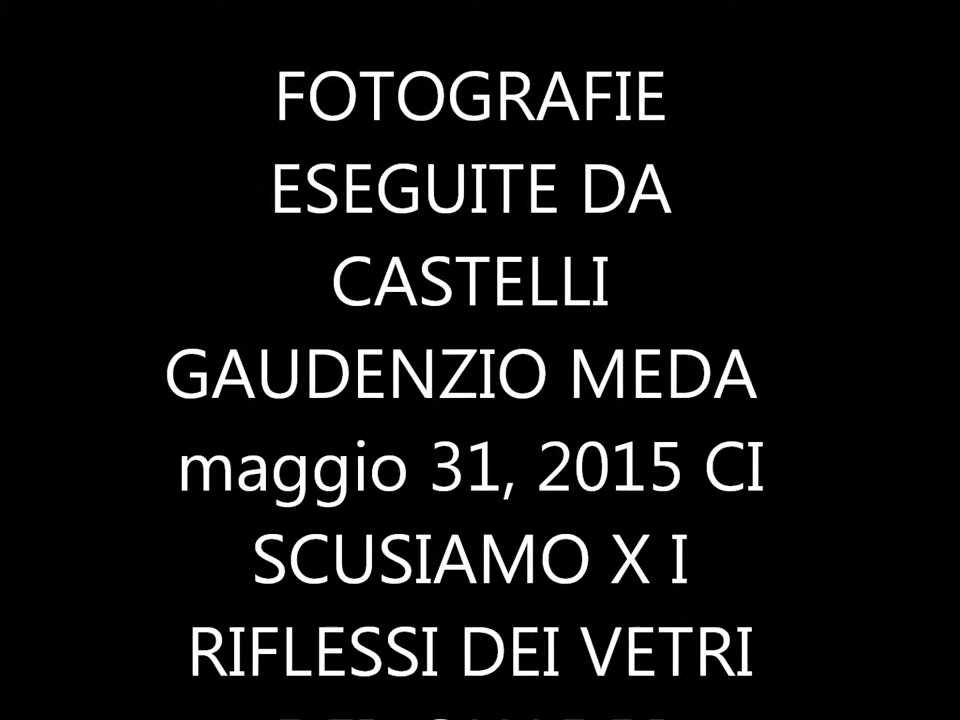 FOTOGRAFIE
ESEGUITE DA
CASTELLI
GAUDENZIO MEDA
maggio 31, 2015 CI
SCUSIAMO X I
RIFLESSI DEI VETRI